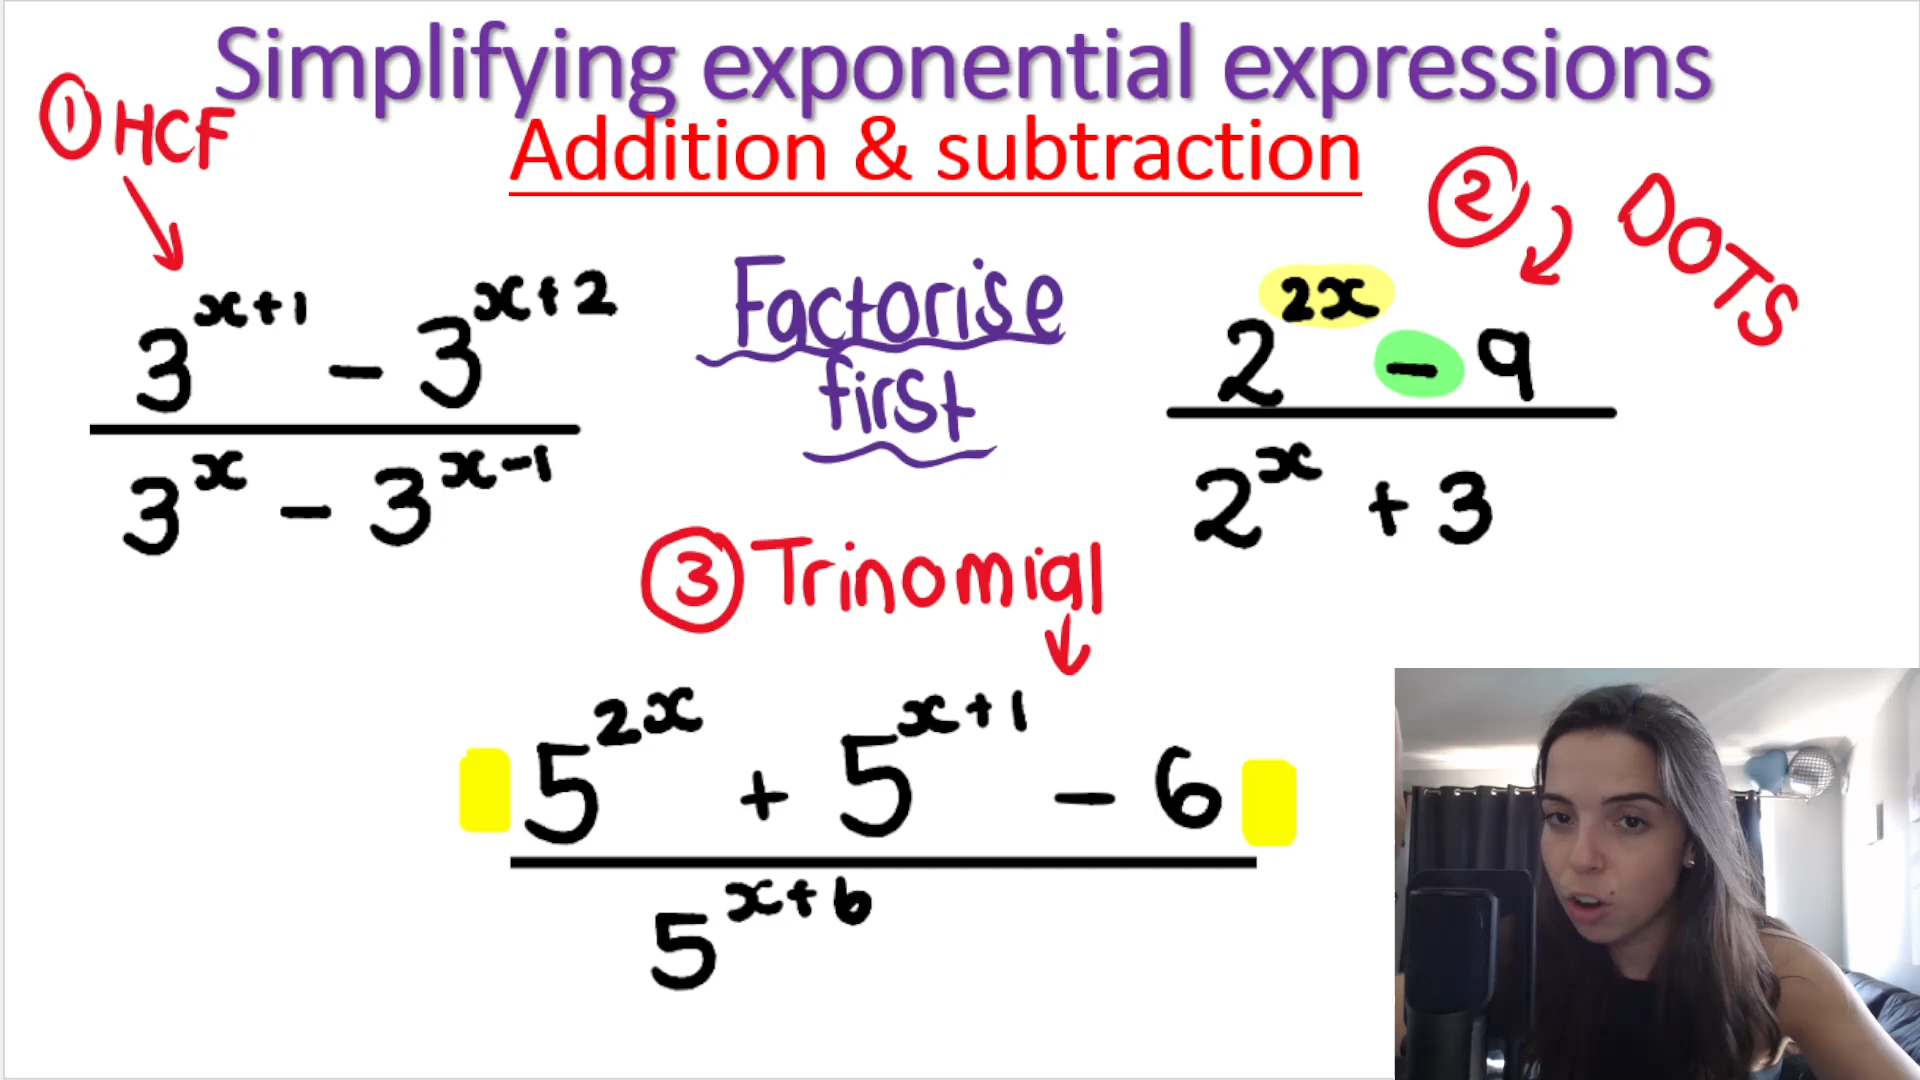 Simplifying exponential expressions
Addition & subtraction
① HCF
3^{x+1} - 3^{x+2}
3^{x} - 3^{x-1}
Factorise
first
② DOTS
2^{2x} - 9
2^{x} + 3
③ Trinomial
5^{2x} + 5^{x+1} - 6
5^{x+6}